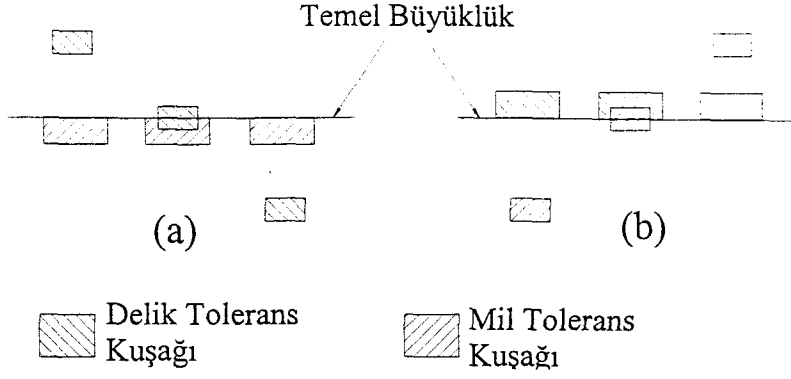 Temel Büyüklük
(a)
(b)
Delik Tolerans
Kuşağı
Mil Tolerans
Kuşağı